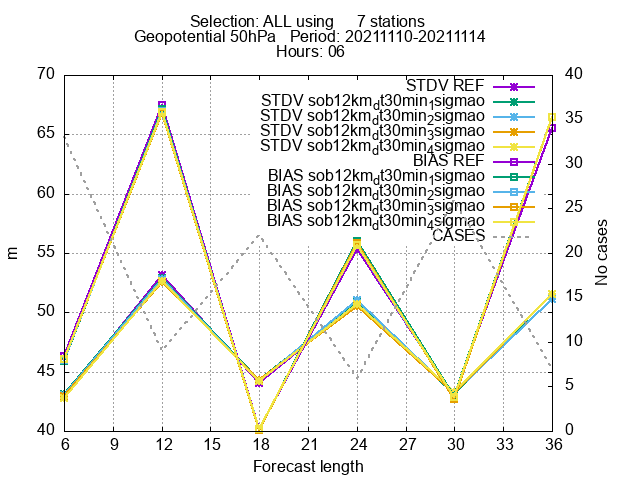 Selection: ALL using 7 stations
Geopotential 50hPa Period: 20211110-20211114
Hours: 06
70
65
60
55
50
45
40
40
35
30
25
20
15
10
5
0
m
No cases
STDV REF
STDV sob12km_dt30min_1sigmao
STDV sob12km_dt30min_2sigmao
STDV sob12km_dt30min_3sigmao
STDV sob12km_dt30min_4sigmao
BIAS REF
BIAS sob12km_dt30min_1sigmao
BIAS sob12km_dt30min_2sigmao
BIAS sob12km_dt30min_3sigmao
BIAS sob12km_dt30min_4sigmao
CASES
6 9 12 15 18 21 24 27 30 33 36
Forecast length